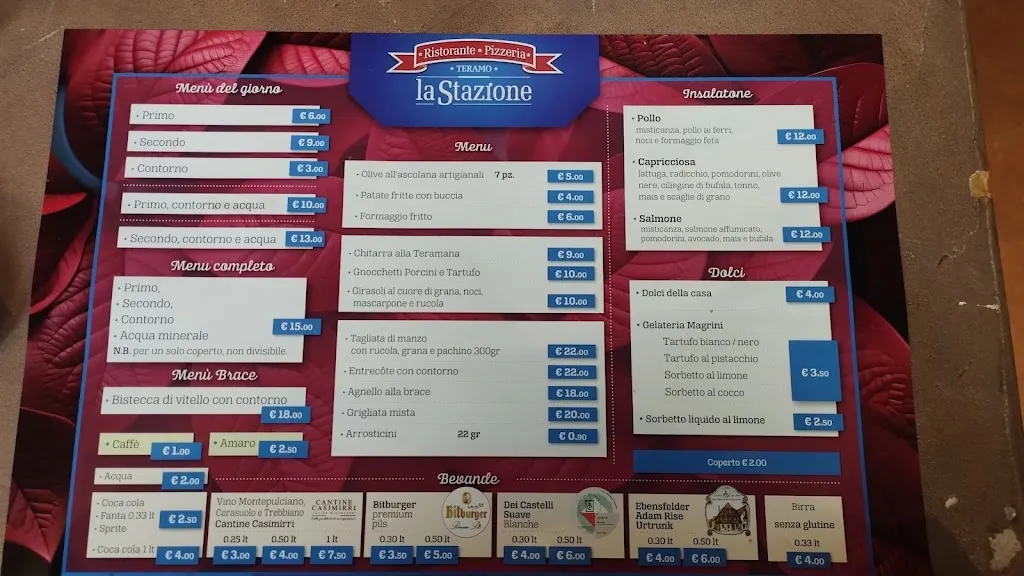 Ristorante • Pizzeria
• TERAMO •
la Stazione
Menù del giorno
• Primo € 6.00
• Secondo € 9.00
• Contorno € 3.00
• Primo, contorno e acqua € 10.00
• Secondo, contorno e acqua € 13.00
Menu completo
• Primo,
• Secondo,
• Contorno
• Acqua minerale € 15.00
N.B. per un solo coperto, non divisibile.
Menù Brace
• Bistecca di vitello con contorno
€ 18.00
• Caffè € 1.00
• Amaro € 2.50
Menu
• Olive all'ascolana artigianali 7 pz. € 5.00
• Patate fritte con buccia € 4.00
• Formaggio fritto € 6.00
• Chitarra alla Teramana € 9.00
• Gnocchetti Porcini e Tartufo € 10.00
• Girasoli al cuore di grana, noci,
mascarpone e rucola € 10.00
• Tagliata di manzo
con rucola, grana e pachino 300gr € 22.00
• Entrecôte con contorno € 22.00
• Agnello alla brace € 18.00
• Grigliata mista € 20.00
• Arrosticini 22 gr € 0.90
Insalatone
• Pollo
misticanza, pollo ai ferri,
noci e formaggio feta € 12.00
• Capricciosa
lattuga, radicchio, pomodorini, olive
nere, ciliegine di bufala, tonno,
mais e scaglie di grano € 12.00
• Salmone
misticanza, salmone affumicato,
pomodorini, avocado, mais e bufala € 12.00
Dolci
• Dolci della casa € 4.00
• Gelateria Magrini
Tartufo bianco / nero
Tartufo al pistacchio
Sorbetto al limone
Sorbetto al cocco
€ 3.50
• Sorbetto liquido al limone € 2.50
Coperto € 2.00
Bevande
• Acqua € 2.00
• Coca cola
• Fanta 0.33 lt € 2.50
• Sprite
• Coca cola 1 lt € 4.00
Vino Montepulciano,
Cerasuolo e Trebbiano
Cantine Casimirri
CANTINE
CASIMIRRI
0.25 lt 0.50 lt 1 lt
€ 3.00 € 4.00 € 7.50
Bitburger
premium
pils
Bitburger
Premium Pils
0.30 lt 0.50 lt
€ 3.50 € 5.00
Dei Castelli
Suave
Blanche
0.30 lt 0.50 lt
€ 4.00 € 6.00
Ebensfelder
Adam Rise
Urtrunk
0.30 lt 0.50 lt
€ 4.00 € 6.00
Birra
senza glutine
0.33 lt
€ 4.00